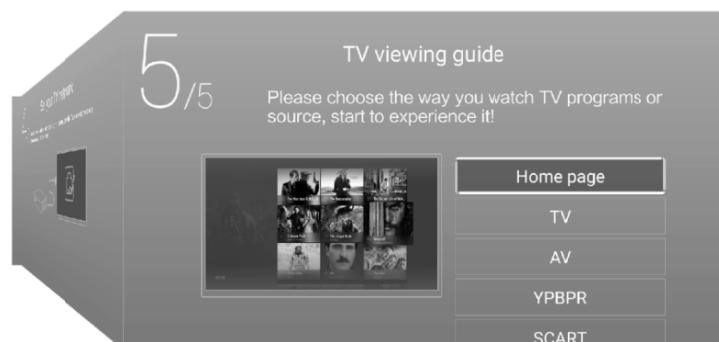 5/5
TV viewing guide
Please choose the way you watch TV programs or
source, start to experience it!
Home page
TV
AV
YPBPR
SCART